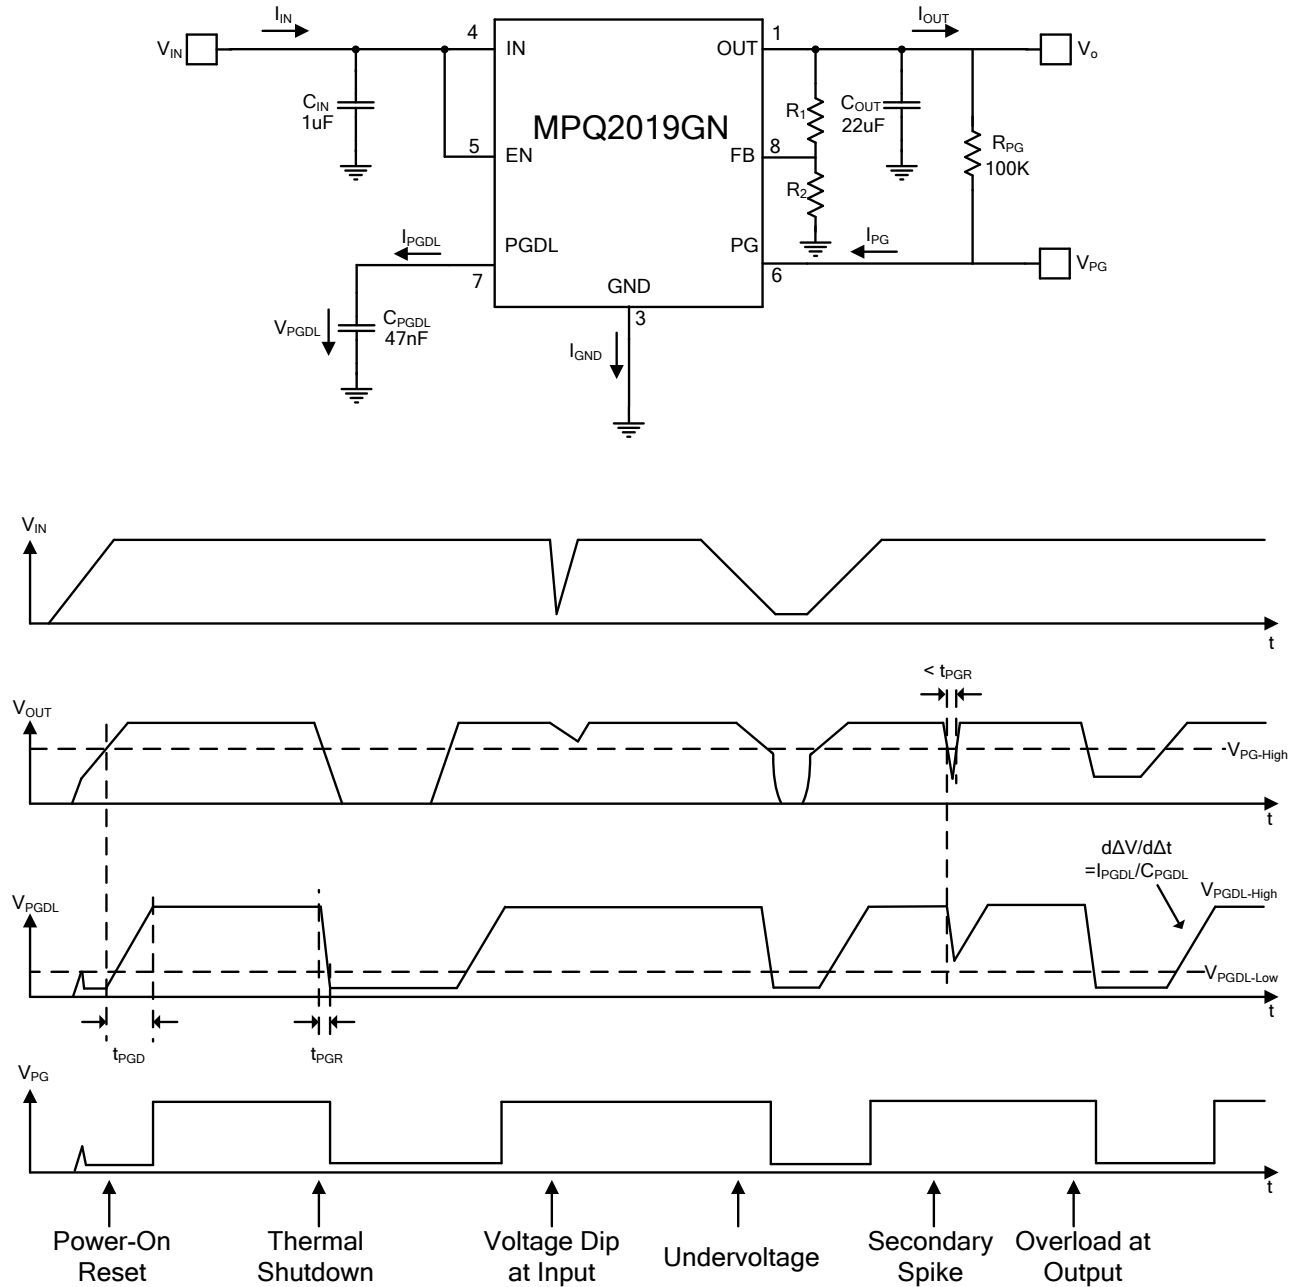 I_IN
I_OUT
V_IN
4
IN
OUT
1
V_o
C_IN
1uF
MPQ2019GN
R_1
C_OUT
22uF
R_PG
100K
5
EN
FB
8
R_2
I_PGDL
PGDL
7
PG
6
I_PG
V_PG
GND
3
V_PGDL
C_PGDL
47nF
I_GND
V_IN
t
< t_PGR
V_OUT
V_PG-High
t
dΔV/dΔt
=I_PGDL/C_PGDL
V_PGDL
V_PGDL-High
V_PGDL-Low
t
t_PGD
t_PGR
V_PG
t
Power-On
Reset
Thermal
Shutdown
Voltage Dip
at Input
Undervoltage
Secondary
Spike
Overload at
Output